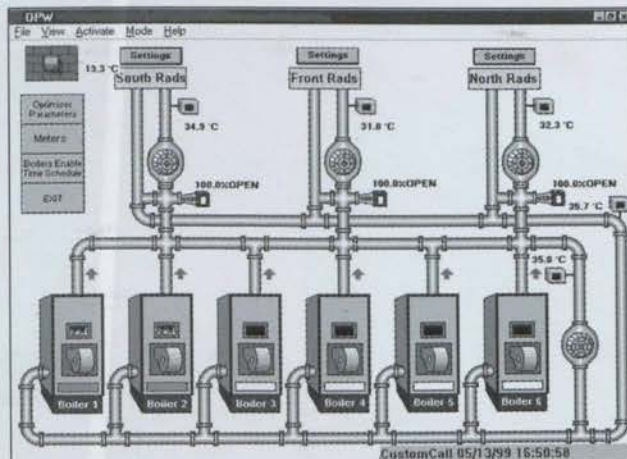 OPW
File View Activate Mode Help
13.3 °C
Settings
South Rads
Settings
Front Rads
Settings
North Rads
Optimizer
Parameters
Meters
Boilers Enable
Time Schedule
EXIT
34.9 °C
31.8 °C
32.3 °C
100.0%OPEN
100.0%OPEN
100.0%OPEN
35.7 °C
35.8 °C
Boiler 1
Boiler 2
Boiler 3
Boiler 4
Boiler 5
Boiler 6
CustomCall 05/13/99 16:50:58